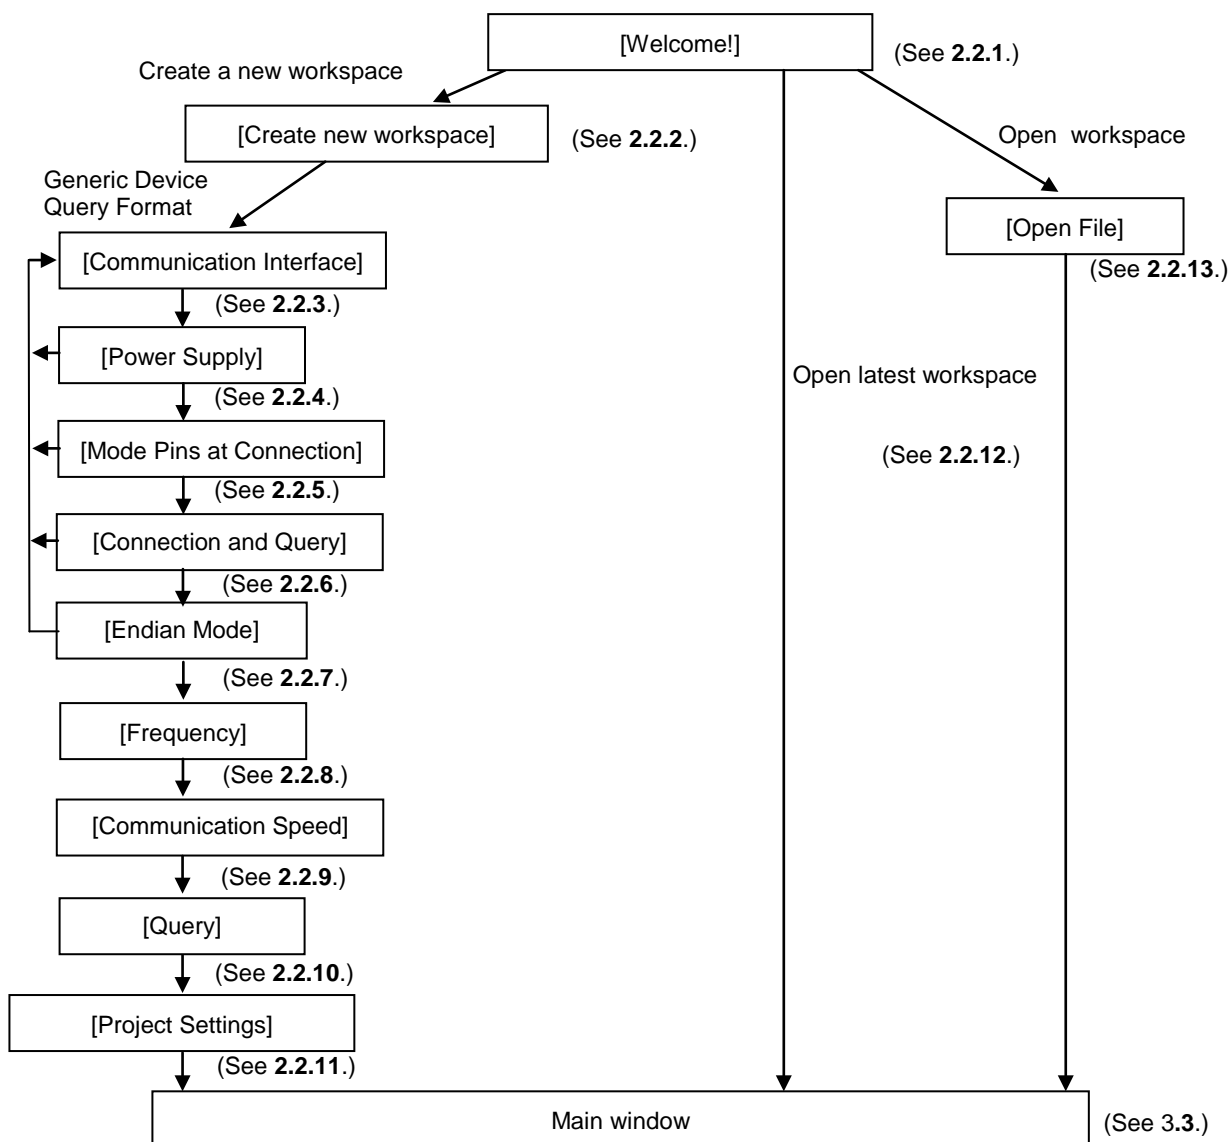 [Welcome!]
(See 2.2.1.)
Create a new workspace
[Create new workspace]
(See 2.2.2.)
Open workspace
Generic Device
Query Format
[Open File]
(See 2.2.13.)
[Communication Interface]
(See 2.2.3.)
[Power Supply]
(See 2.2.4.)
Open latest workspace
(See 2.2.12.)
[Mode Pins at Connection]
(See 2.2.5.)
[Connection and Query]
(See 2.2.6.)
[Endian Mode]
(See 2.2.7.)
[Frequency]
(See 2.2.8.)
[Communication Speed]
(See 2.2.9.)
[Query]
(See 2.2.10.)
[Project Settings]
(See 2.2.11.)
Main window
(See 3.3.)